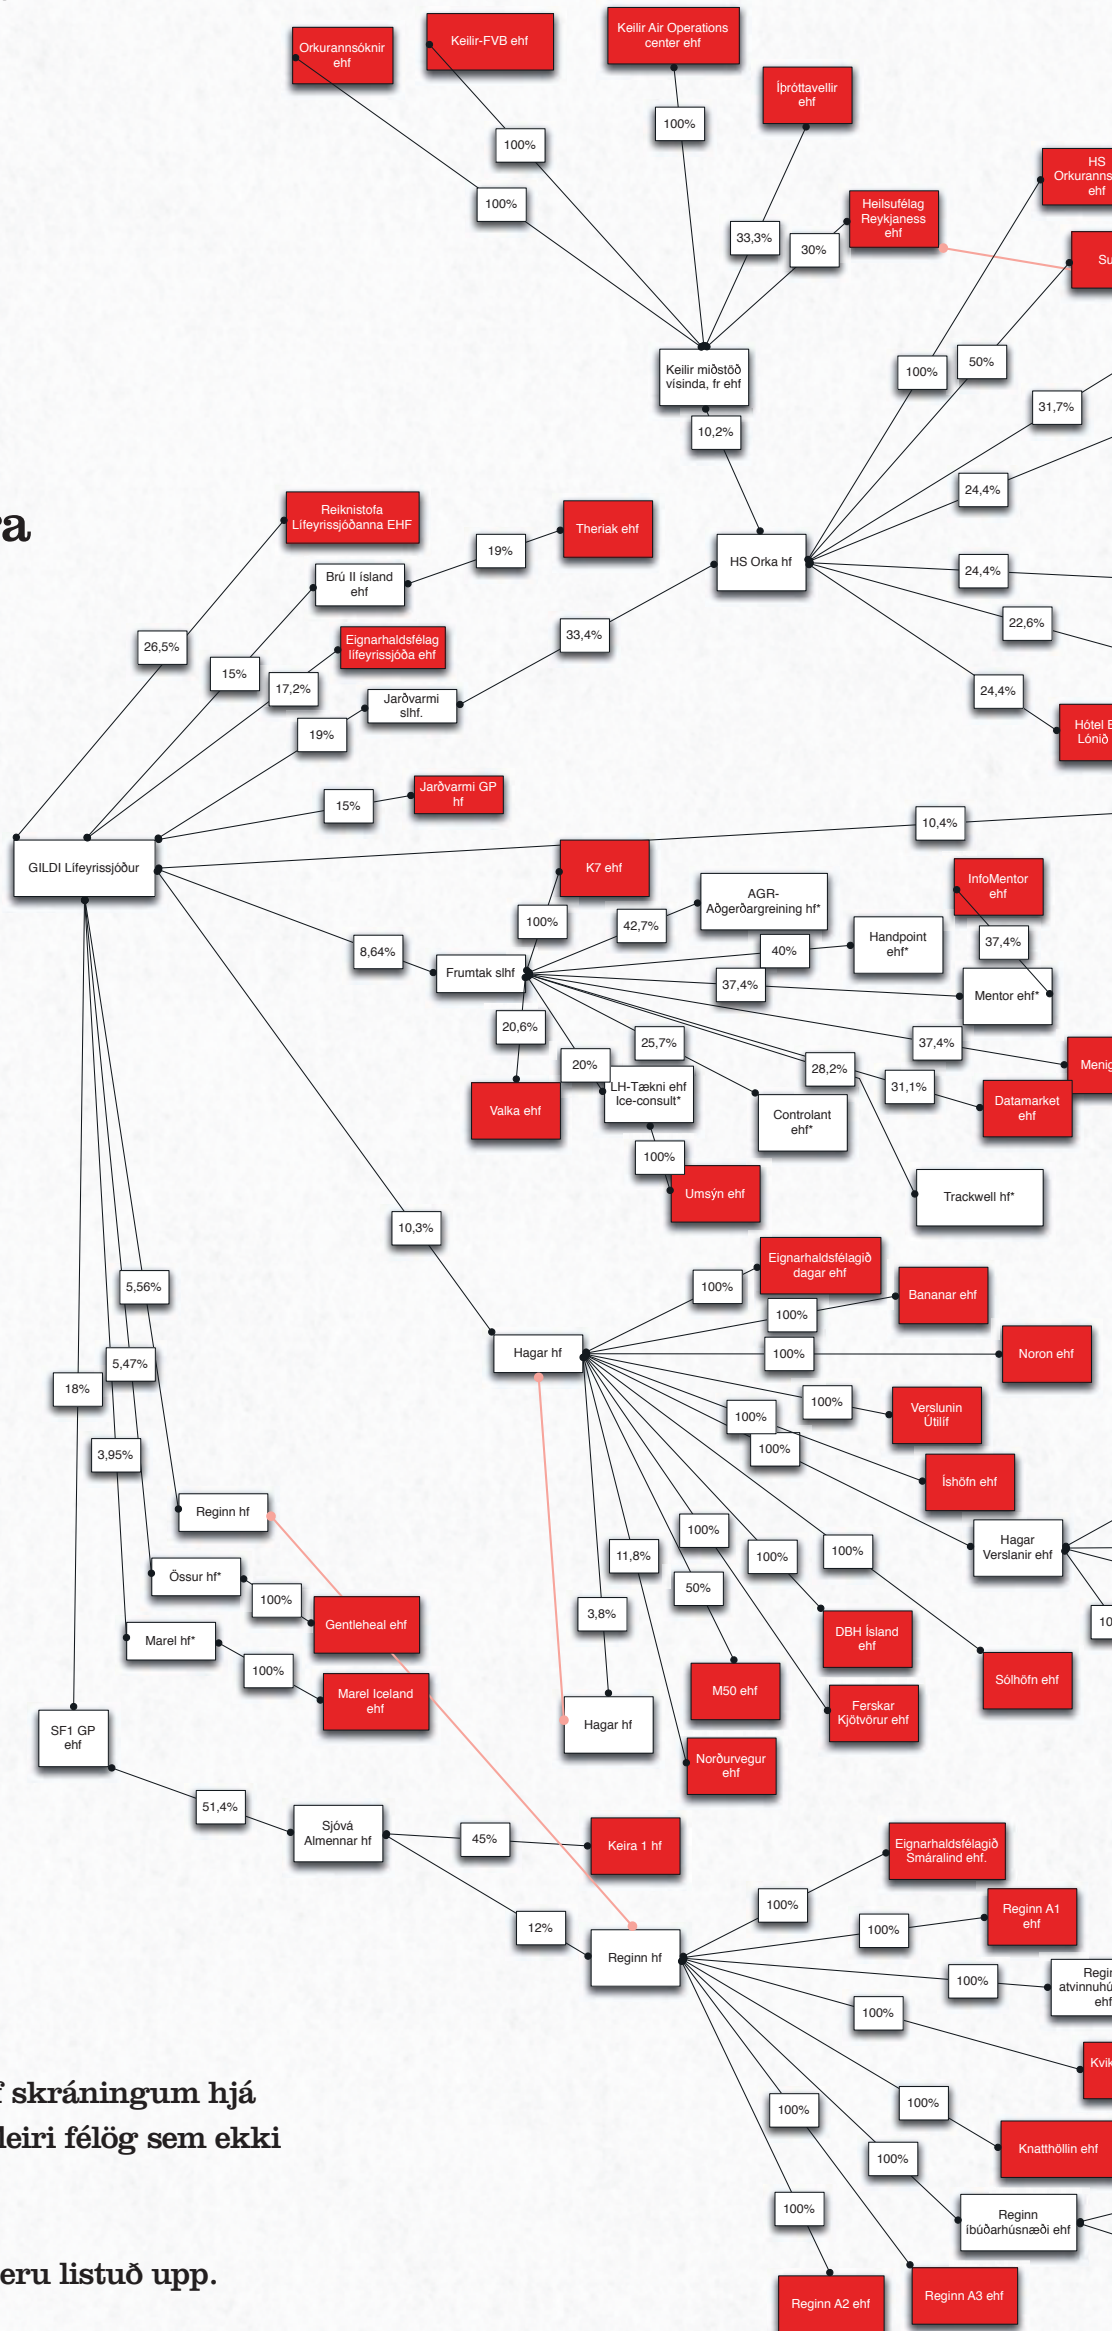 Orkurannsóknir
ehf
Keilir-FVB ehf
Keilir Air Operations
center ehf
Íþróttavellir
ehf
100%
100%
100%
HS
ehf
Heilsufélag
Reykjaness
ehf
33,3%
30%
Keilir miðstöð
vísinda, fr ehf
100%
50%
31,7%
10,2%
24,4%
Reiknistofa
Lífeyrissjóðanna EHF
Theriak ehf
19%
HS Orka hf
Brú II ísland
ehf
24,4%
22,6%
26,5%
Eignarhaldsfélag
lífeyrissjóða ehf
33,4%
15%
17,2%
Jarðvarmi
slhf.
24,4%
19%
Hótel
Lónið
Jarðvarmi GP
hf
15%
10,4%
GILDI Lífeyrissjóður
K7 ehf
InfoMentor
ehf
AGR-
Aðgerðargreining hf*
100%
42,7%
Handpoint
ehf*
40%
37,4%
8,64%
Frumtak slhf
37,4%
Mentor ehf*
20,6%
25,7%
37,4%
20%
28,2%
31,1%
Valka ehf
LH-Tækni ehf
Ice-consult*
Controlant
ehf*
Datamarket
ehf
100%
Umsýn ehf
Trackwell hf*
10,3%
Eignarhaldsfélagið
dagar ehf
Bananar ehf
100%
100%
5,56%
Hagar hf
100%
Noron ehf
5,47%
18%
100%
Verslunin
Útilíf
100%
100%
3,95%
Íshöfn ehf
Reginn hf
Hagar
Verslanir ehf
100%
11,8%
100%
100%
Össur hf*
100%
50%
3,8%
Gentleheal ehf
DBH Ísland
ehf
Marel hf*
100%
Marel Iceland
ehf
M50 ehf
Sólhöfn ehf
Ferskar
Kjötvörur ehf
SF1 GP
ehf
Hagar hf
Norðurvegur
ehf
51,4%
Sjóvá
Almennar hf
45%
Keira 1 hf
Eignarhaldsfélagið
Smáralind ehf.
100%
Reginn A1
ehf
12%
100%
Reginn hf
100%
ehf
100%
skráningum hjá
félög sem ekki
100%
100%
Knatthöllin ehf
100%
100%
Reginn
íbúðarhúsnæði ehf
eru listuð upp.
Reginn A2 ehf
Reginn A3 ehf